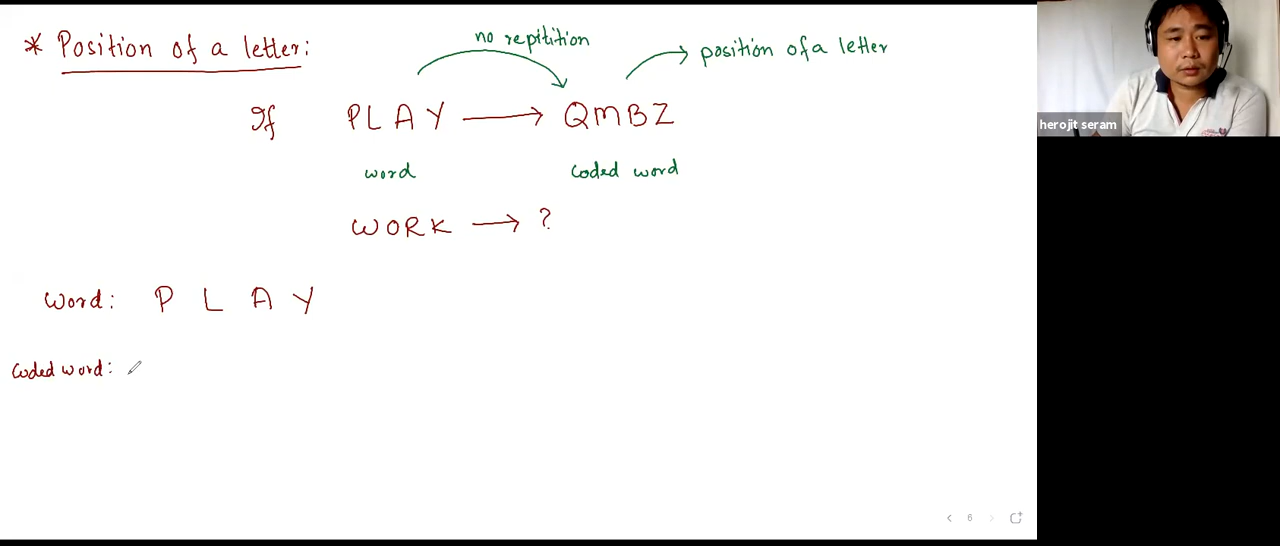 * Position of a letter:
no repitition
position of a letter
If PLAY → QMBZ
word coded word
WORK → ?
Word: P L A Y
Coded word:
herojit seram
6